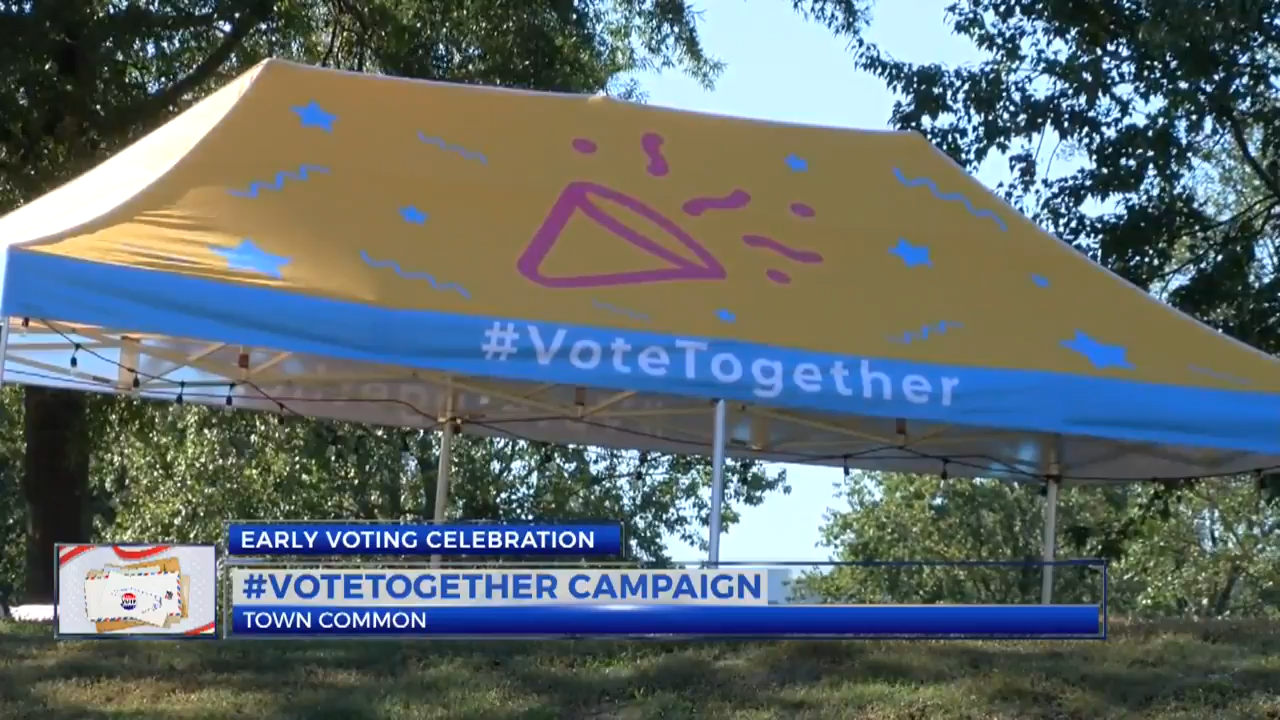 #VoteTogether
EARLY VOTING CELEBRATION
#VOTETOGETHER CAMPAIGN
TOWN COMMON